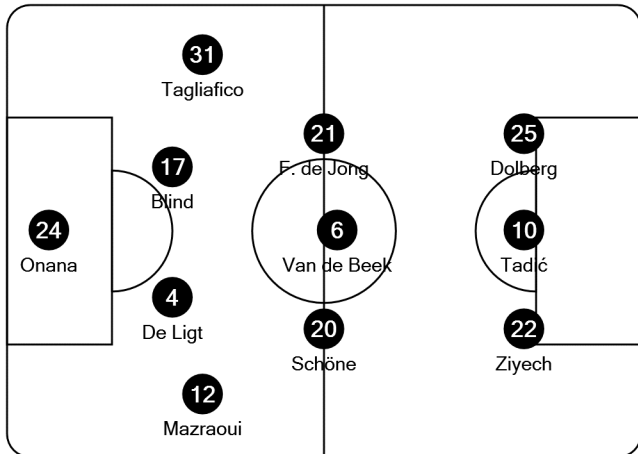 31
Tagliafico
21
F. de Jong
25
Dolberg
17
Blind
24
Onana
6
Van de Beek
10
Tadić
4
De Ligt
20
Schöne
22
Ziyech
12
Mazraoui